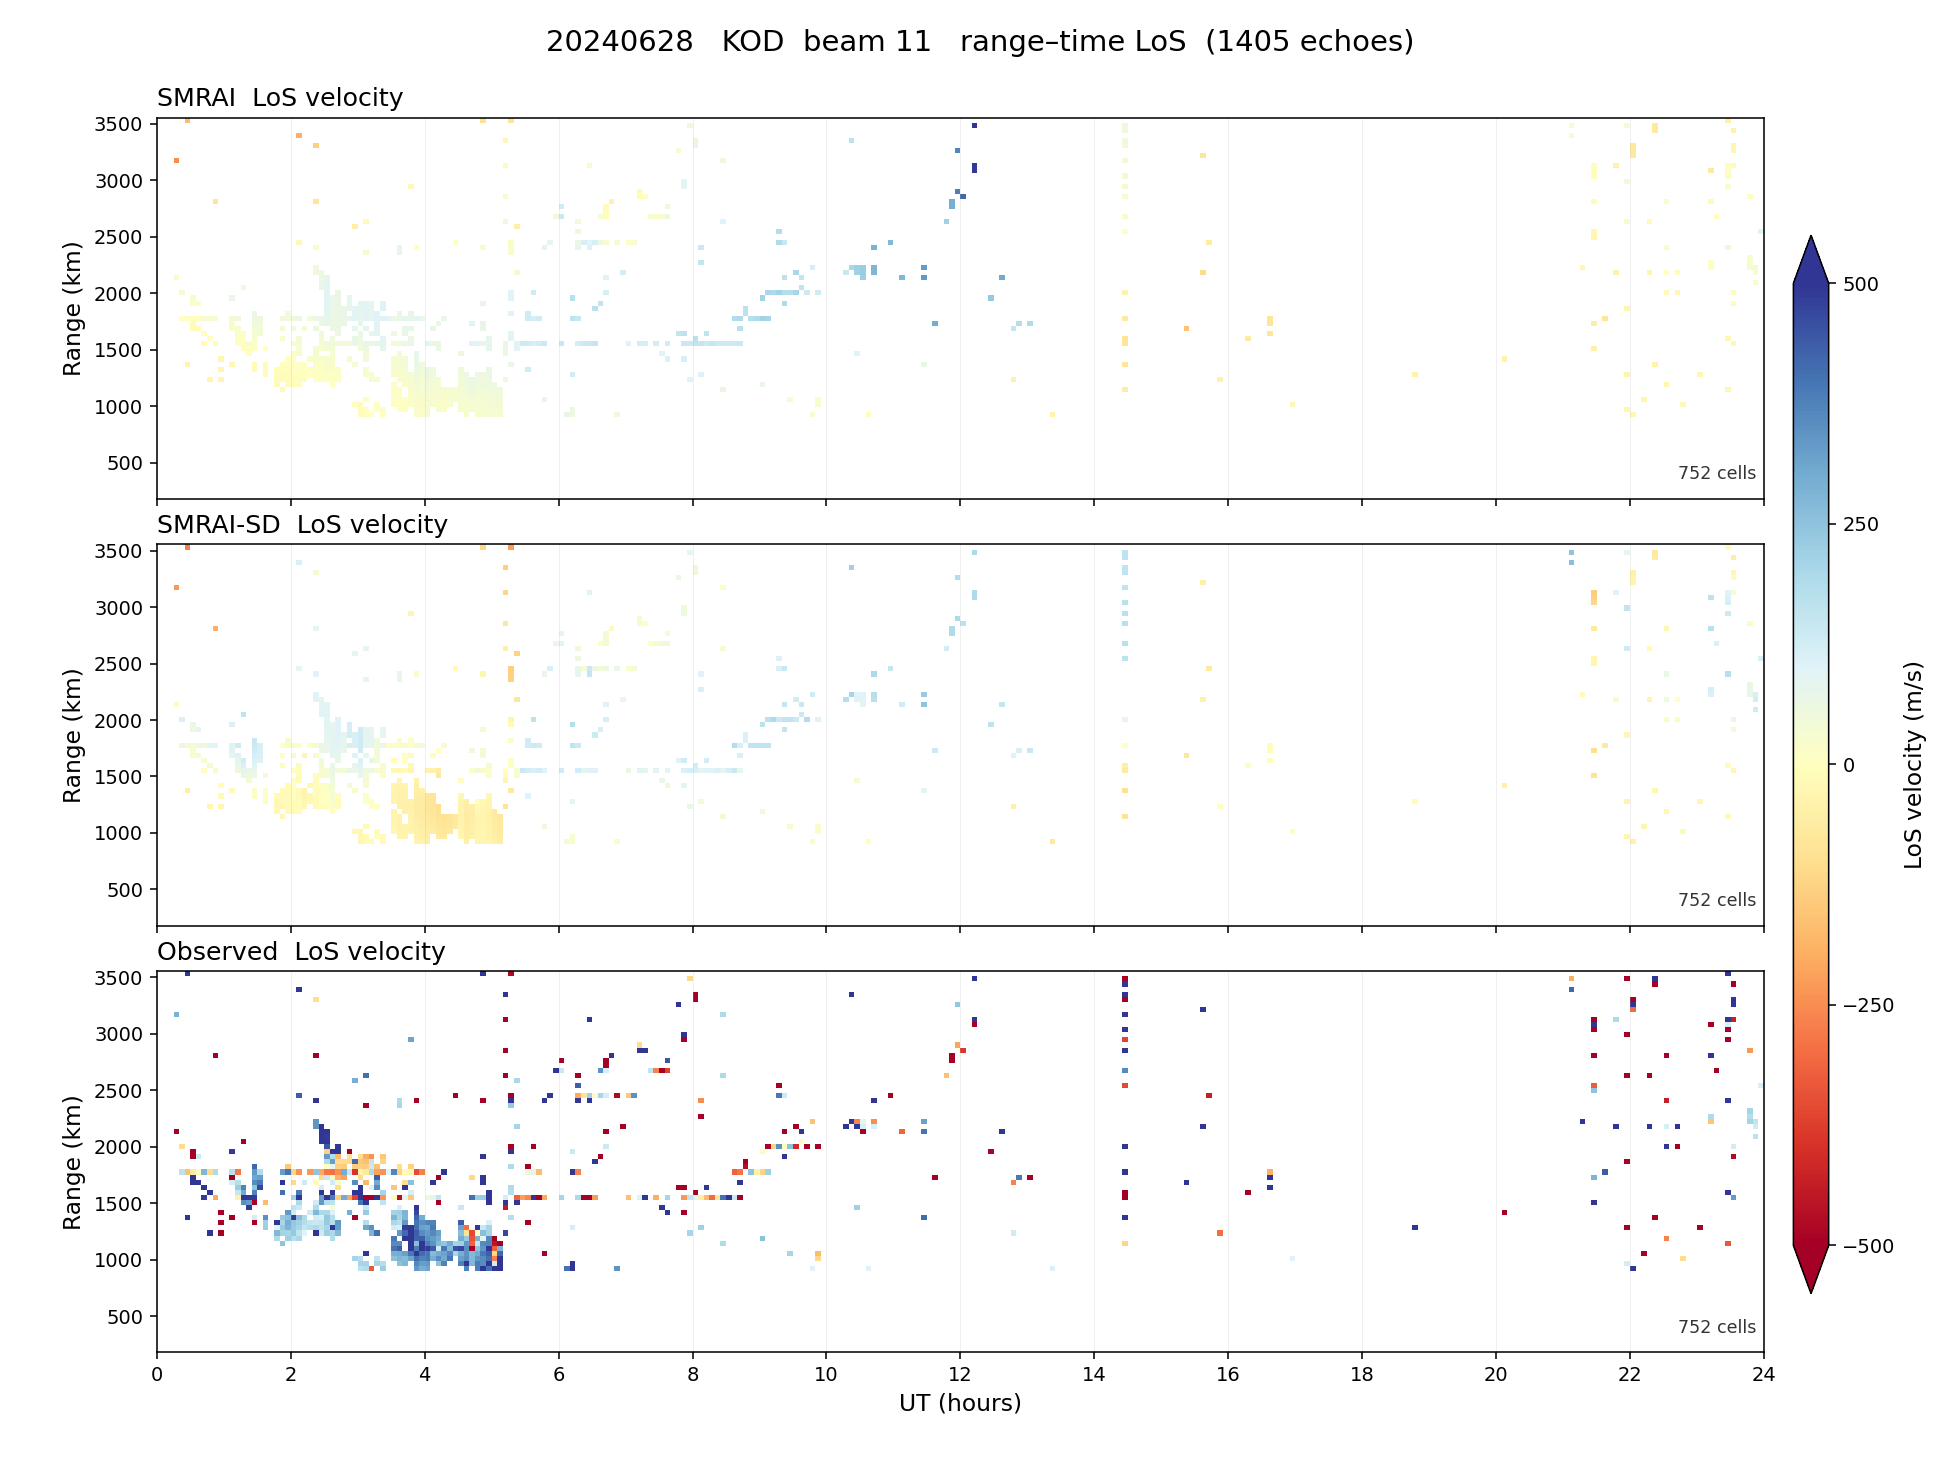 20240628   KOD  beam 11   range–time LoS  (1405 echoes)
SMRAI  LoS velocity
3500
3000
2500
2000
1500
1000
500
Range (km)
752 cells
SMRAI-SD  LoS velocity
3500
3000
2500
2000
1500
1000
500
Range (km)
752 cells
Observed  LoS velocity
3500
3000
2500
2000
1500
1000
500
Range (km)
752 cells
0 2 4 6 8 10 12 14 16 18 20 22 24
UT (hours)
500
250
0
−250
−500
LoS velocity (m/s)